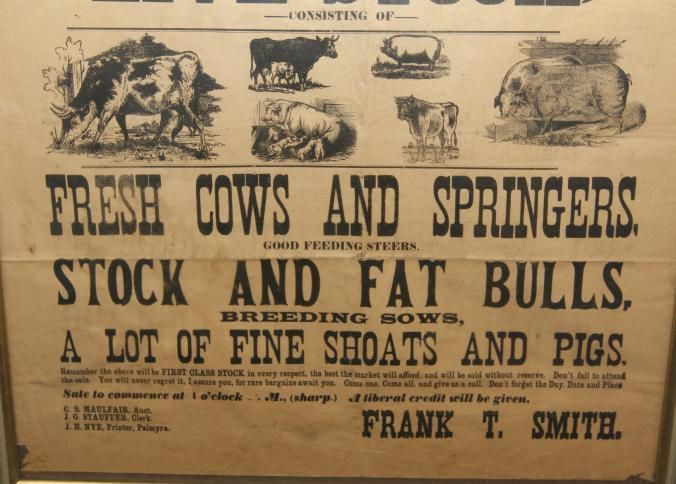 LIVE STOCK,
—CONSISTING OF—
FRESH COWS AND SPRINGERS.
GOOD FEEDING STEERS.
STOCK AND FAT BULLS,
BREEDING SOWS,
A LOT OF FINE SHOATS AND PIGS.
Remember the above will be FIRST CLASS STOCK in every respect, the best the market will afford, and will be sold without reserve. Don't fail to attend
the sale. You will never regret it, I assure you, for rare bargains await you. Come one, Come all, and give us a call. Don't forget the Day, Date and Place
Sale to commence at o'clock M., (sharp.) A liberal credit will be given.
C. S. MAULFAIR, Auct.
J. G. STAUFFER, Clerk.
J. H. NYE, Printer, Palmyra.
FRANK T. SMITH.